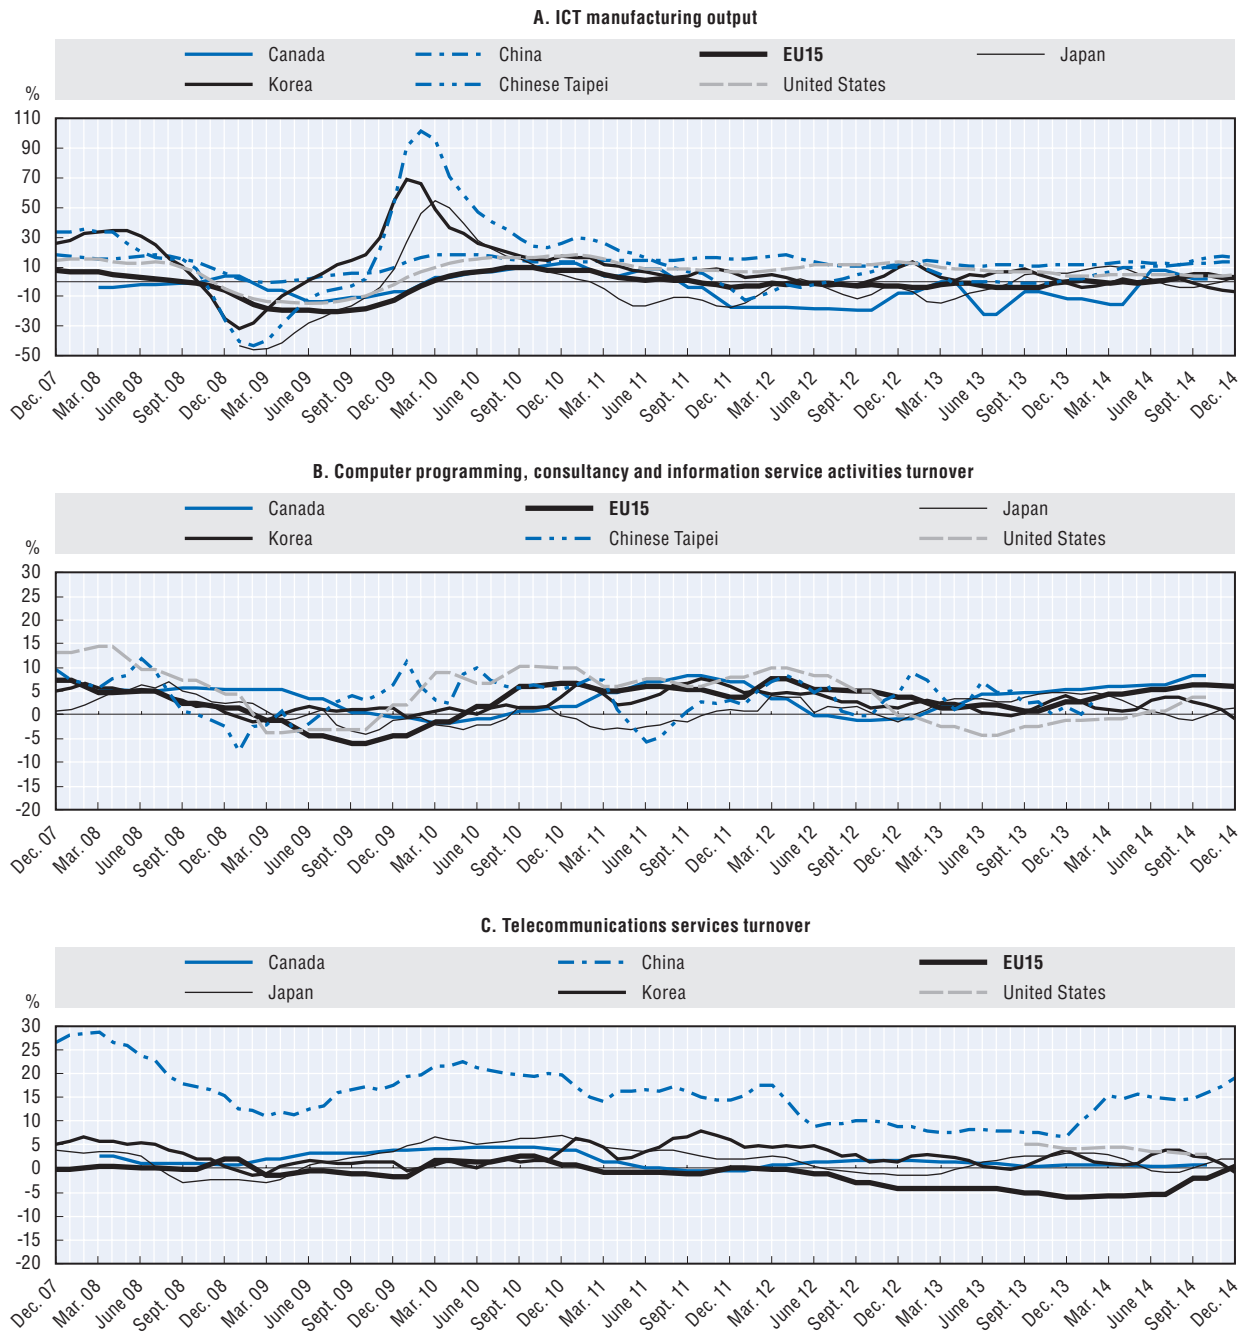 A. ICT manufacturing output
Canada China EU15 Japan
Korea Chinese Taipei United States
%
110
90
70
50
30
10
-10
-30
-50
Dec. 07 Mar. 08 June 08 Sept. 08 Dec. 08 Mar. 09 June 09 Sept. 09 Dec. 09 Mar. 10 June 10 Sept. 10 Dec. 10 Mar. 11 June 11 Sept. 11 Dec. 11 Mar. 12 June 12 Sept. 12 Dec. 12 Mar. 13 June 13 Sept. 13 Dec. 13 Mar. 14 June 14 Sept. 14 Dec. 14
B. Computer programming, consultancy and information service activities turnover
Canada EU15 Japan
Korea Chinese Taipei United States
%
30
25
20
15
10
5
0
-5
-10
-15
-20
Dec. 07 Mar. 08 June 08 Sept. 08 Dec. 08 Mar. 09 June 09 Sept. 09 Dec. 09 Mar. 10 June 10 Sept. 10 Dec. 10 Mar. 11 June 11 Sept. 11 Dec. 11 Mar. 12 June 12 Sept. 12 Dec. 12 Mar. 13 June 13 Sept. 13 Dec. 13 Mar. 14 June 14 Sept. 14 Dec. 14
C. Telecommunications services turnover
Canada China EU15
Japan Korea United States
%
30
25
20
15
10
5
0
-5
-10
-15
-20
Dec. 07 Mar. 08 June 08 Sept. 08 Dec. 08 Mar. 09 June 09 Sept. 09 Dec. 09 Mar. 10 June 10 Sept. 10 Dec. 10 Mar. 11 June 11 Sept. 11 Dec. 11 Mar. 12 June 12 Sept. 12 Dec. 12 Mar. 13 June 13 Sept. 13 Dec. 13 Mar. 14 June 14 Sept. 14 Dec. 14